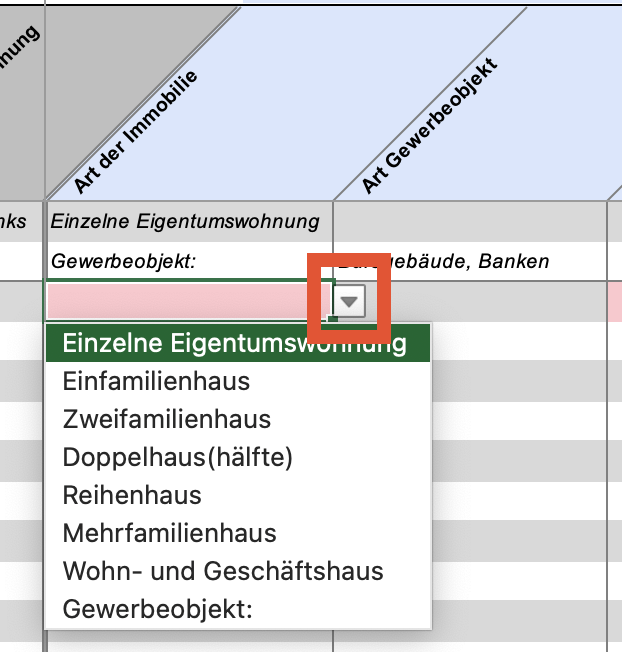 nung
Art der Immobilie
Art Gewerbeobjekt
nks
Einzelne Eigentumswohnung
Gewerbeobjekt:
gebäude, Banken
Einzelne Eigentumswohnung
Einfamilienhaus
Zweifamilienhaus
Doppelhaus(hälfte)
Reihenhaus
Mehrfamilienhaus
Wohn- und Geschäftshaus
Gewerbeobjekt: